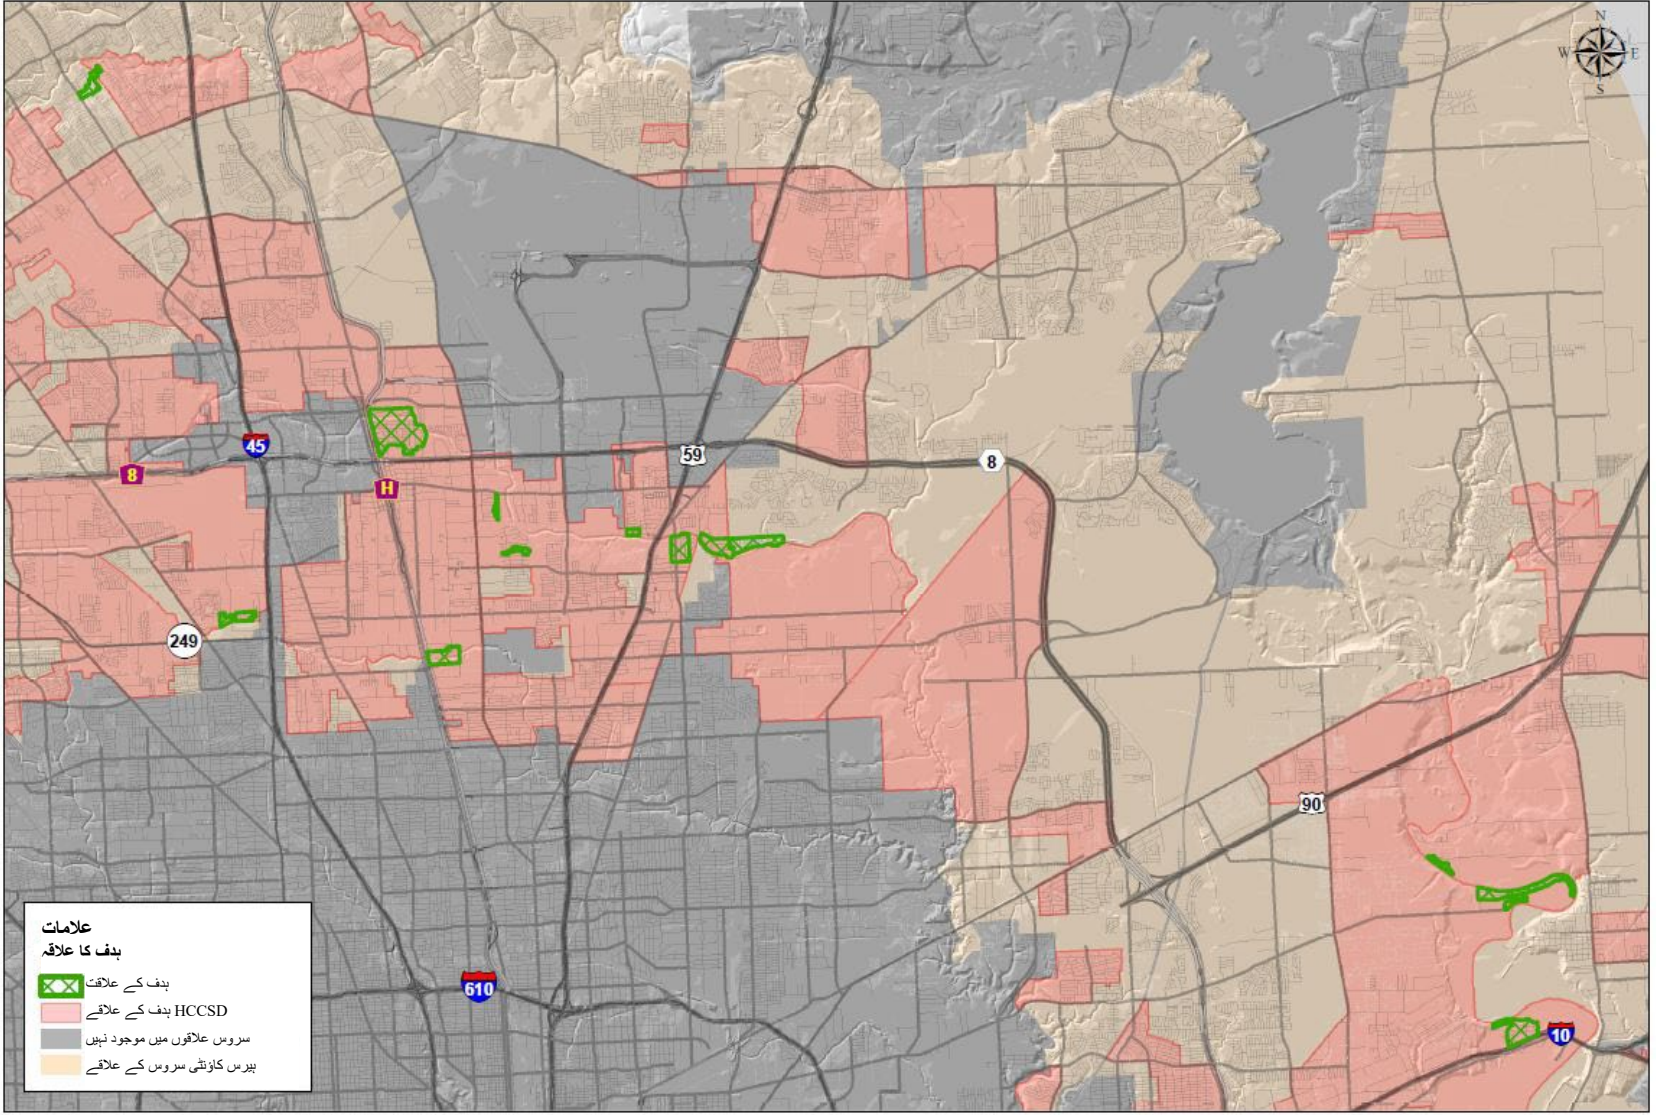 N
W E
S
45
59
8
8
H
249
90
610
10
علامات
ہدف کا علاقہ
ہدف کے علاقت
HCCSD ہدف کے علاقے
سروس علاقوں میں موجود نہیں
ہیرس کاؤنٹی سروس کے علاقے